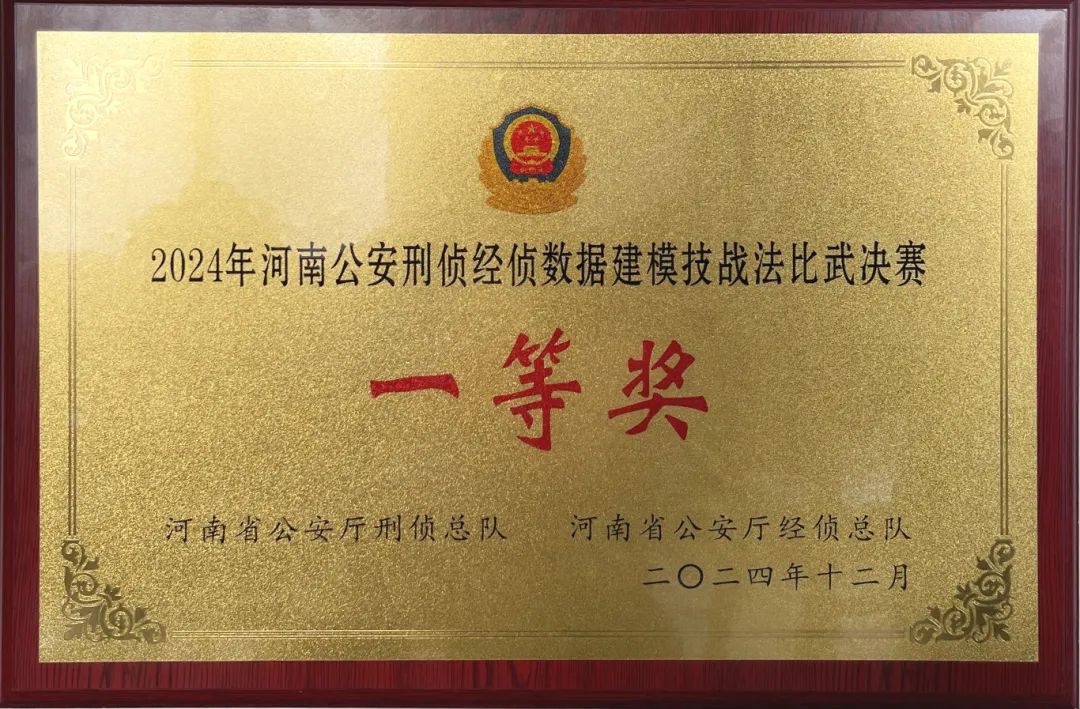 2024年河南公安刑侦经侦数据建模技战法比武决赛
一等奖
河南省公安厅刑侦总队 河南省公安厅经侦总队
二〇二四年十二月